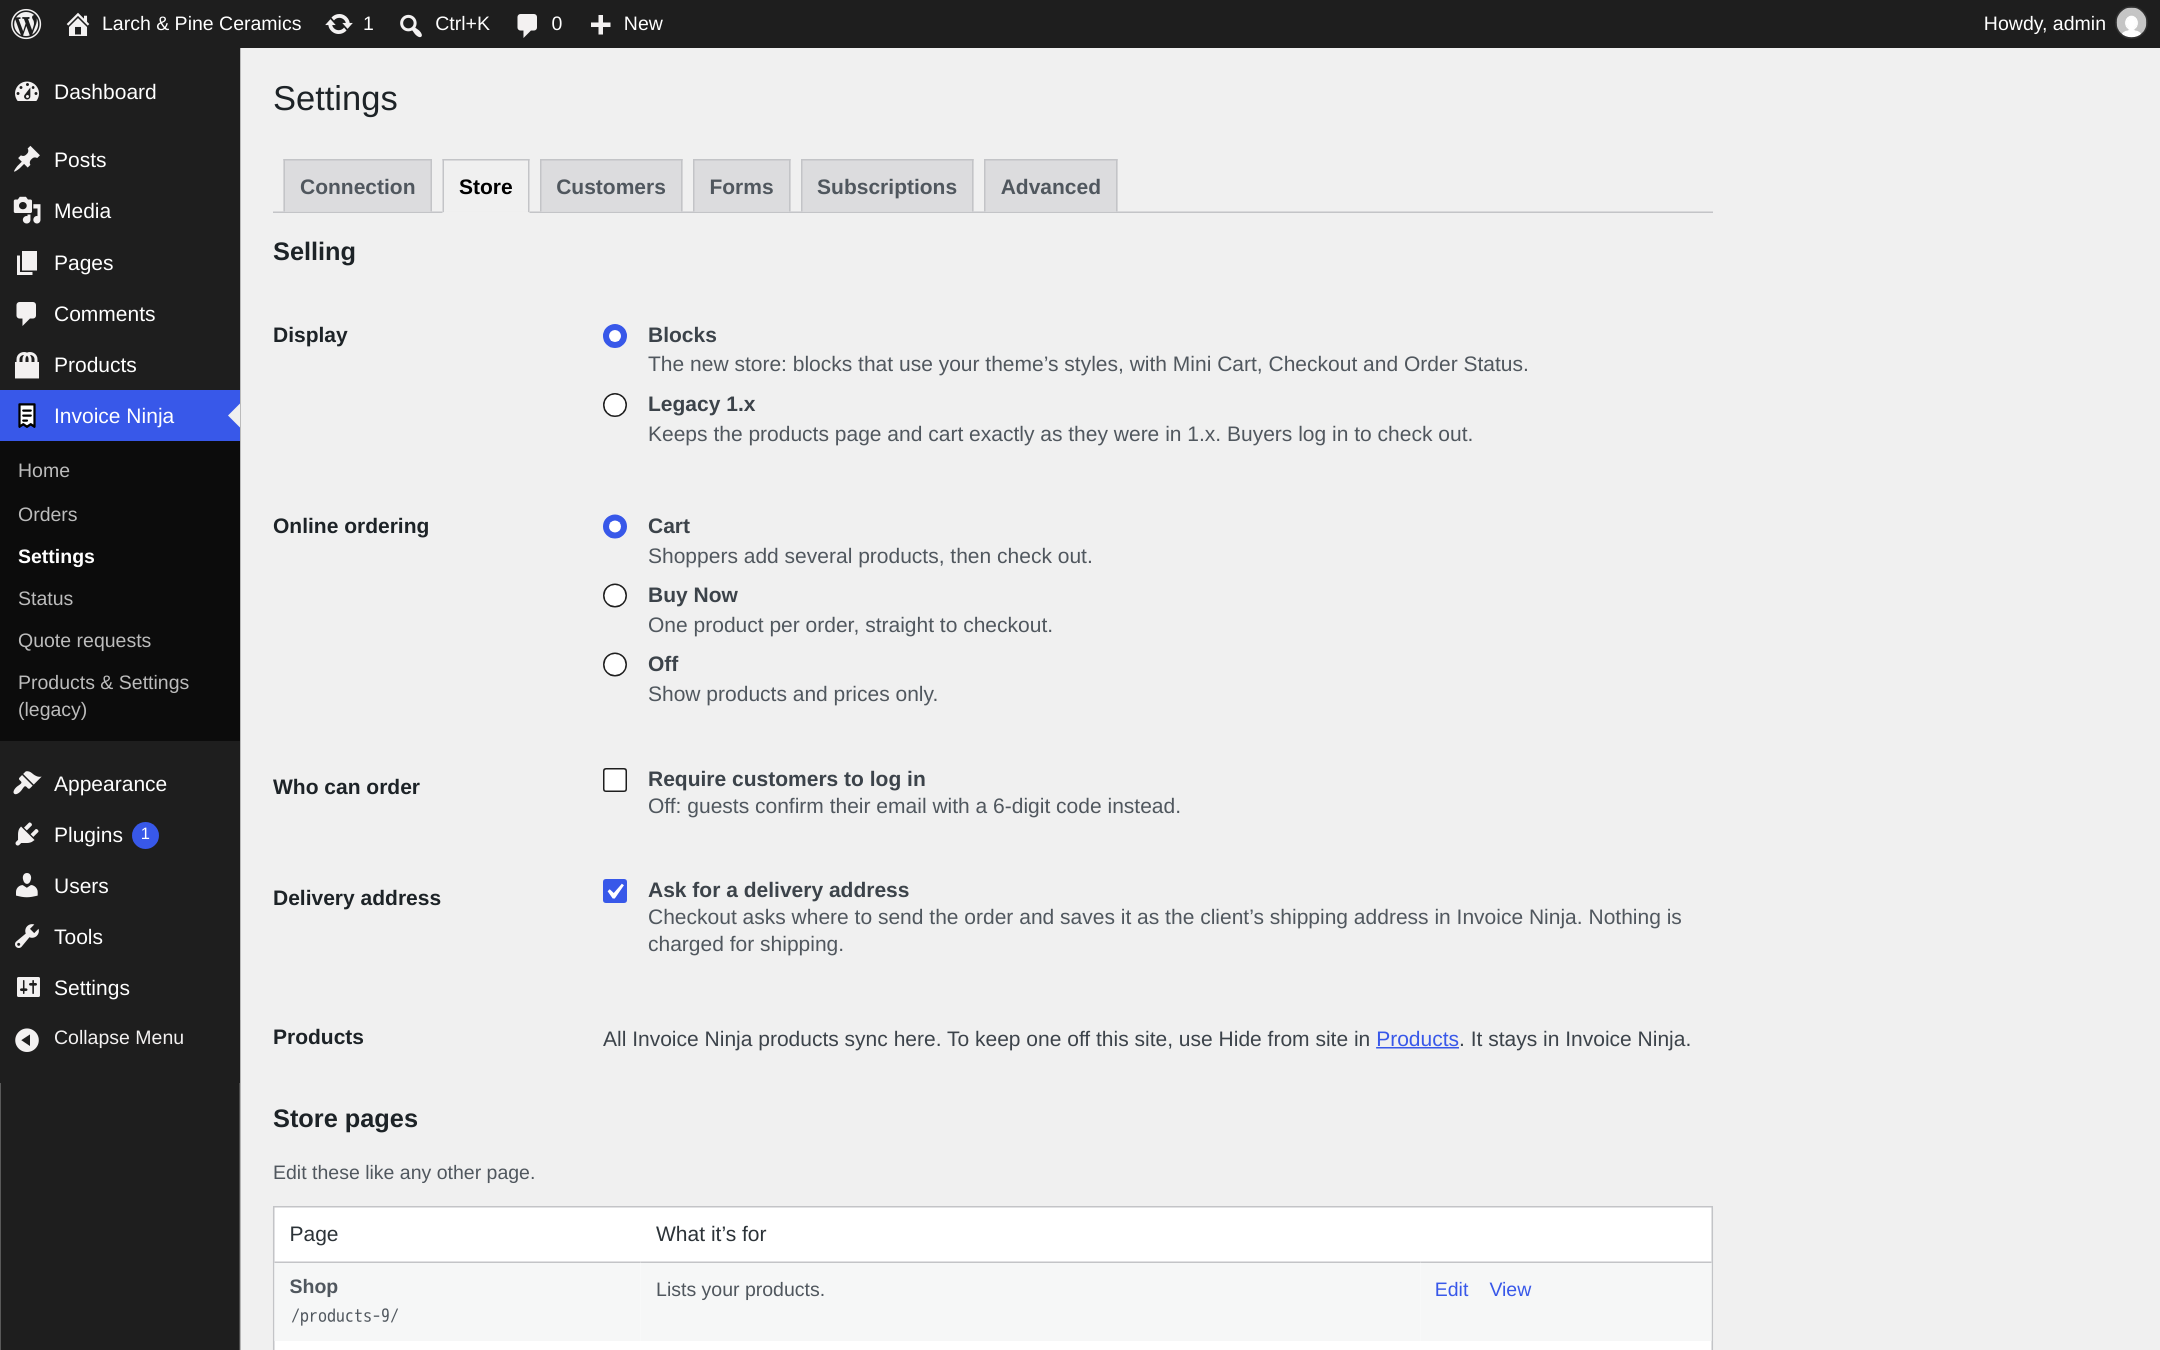 Larch & Pine Ceramics 1 Ctrl+K 0 New Howdy, admin
Dashboard
Posts
Media
Pages
Comments
Products
Invoice Ninja
Home
Orders
Settings
Status
Quote requests
Products & Settings
(legacy)
Appearance
Plugins 1
Users
Tools
Settings
Collapse Menu
Settings
Connection Store Customers Forms Subscriptions Advanced
Selling
Display
Blocks
The new store: blocks that use your theme’s styles, with Mini Cart, Checkout and Order Status.
Legacy 1.x
Keeps the products page and cart exactly as they were in 1.x. Buyers log in to check out.
Online ordering
Cart
Shoppers add several products, then check out.
Buy Now
One product per order, straight to checkout.
Off
Show products and prices only.
Who can order
Require customers to log in
Off: guests confirm their email with a 6-digit code instead.
Delivery address
Ask for a delivery address
Checkout asks where to send the order and saves it as the client’s shipping address in Invoice Ninja. Nothing is
charged for shipping.
Products
All Invoice Ninja products sync here. To keep one off this site, use Hide from site in Products. It stays in Invoice Ninja.
Store pages
Edit these like any other page.
Page What it’s for
Shop Lists your products. Edit View
/products-9/